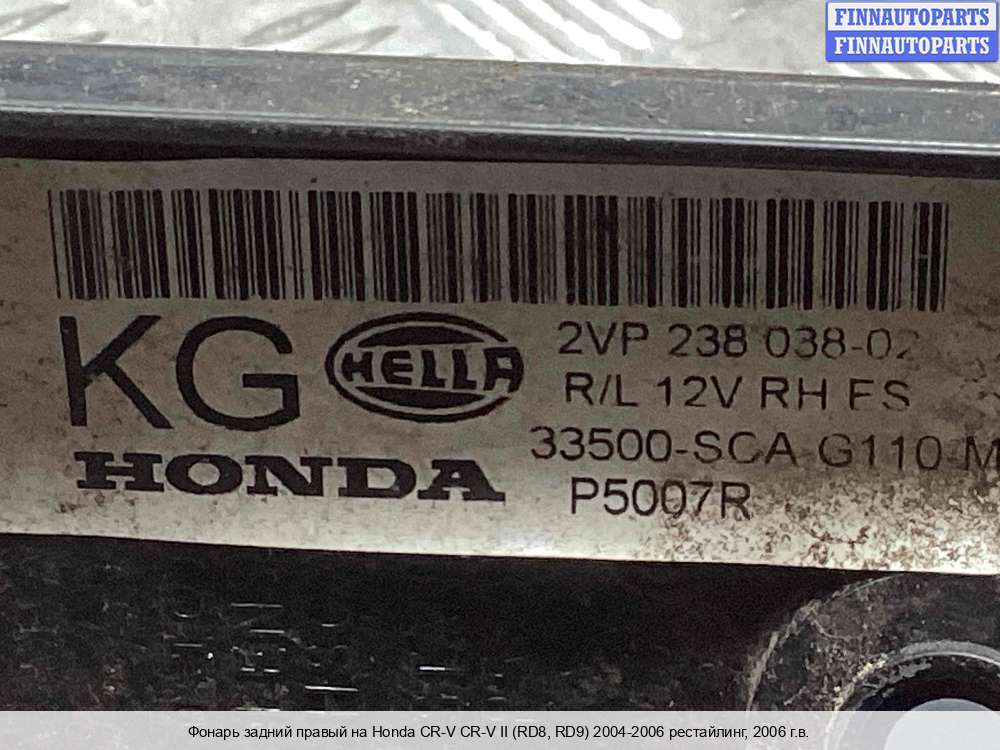 FINNAUTOPARTS
FINNAUTOPARTS
KG
HELLA
2VP 238 038-02
R/L 12V RH ES
33500-SCA G110-M
HONDA
P5007R
Фонарь задний правый на Honda CR-V CR-V II (RD8, RD9) 2004-2006 рестайлинг, 2006 г.в.